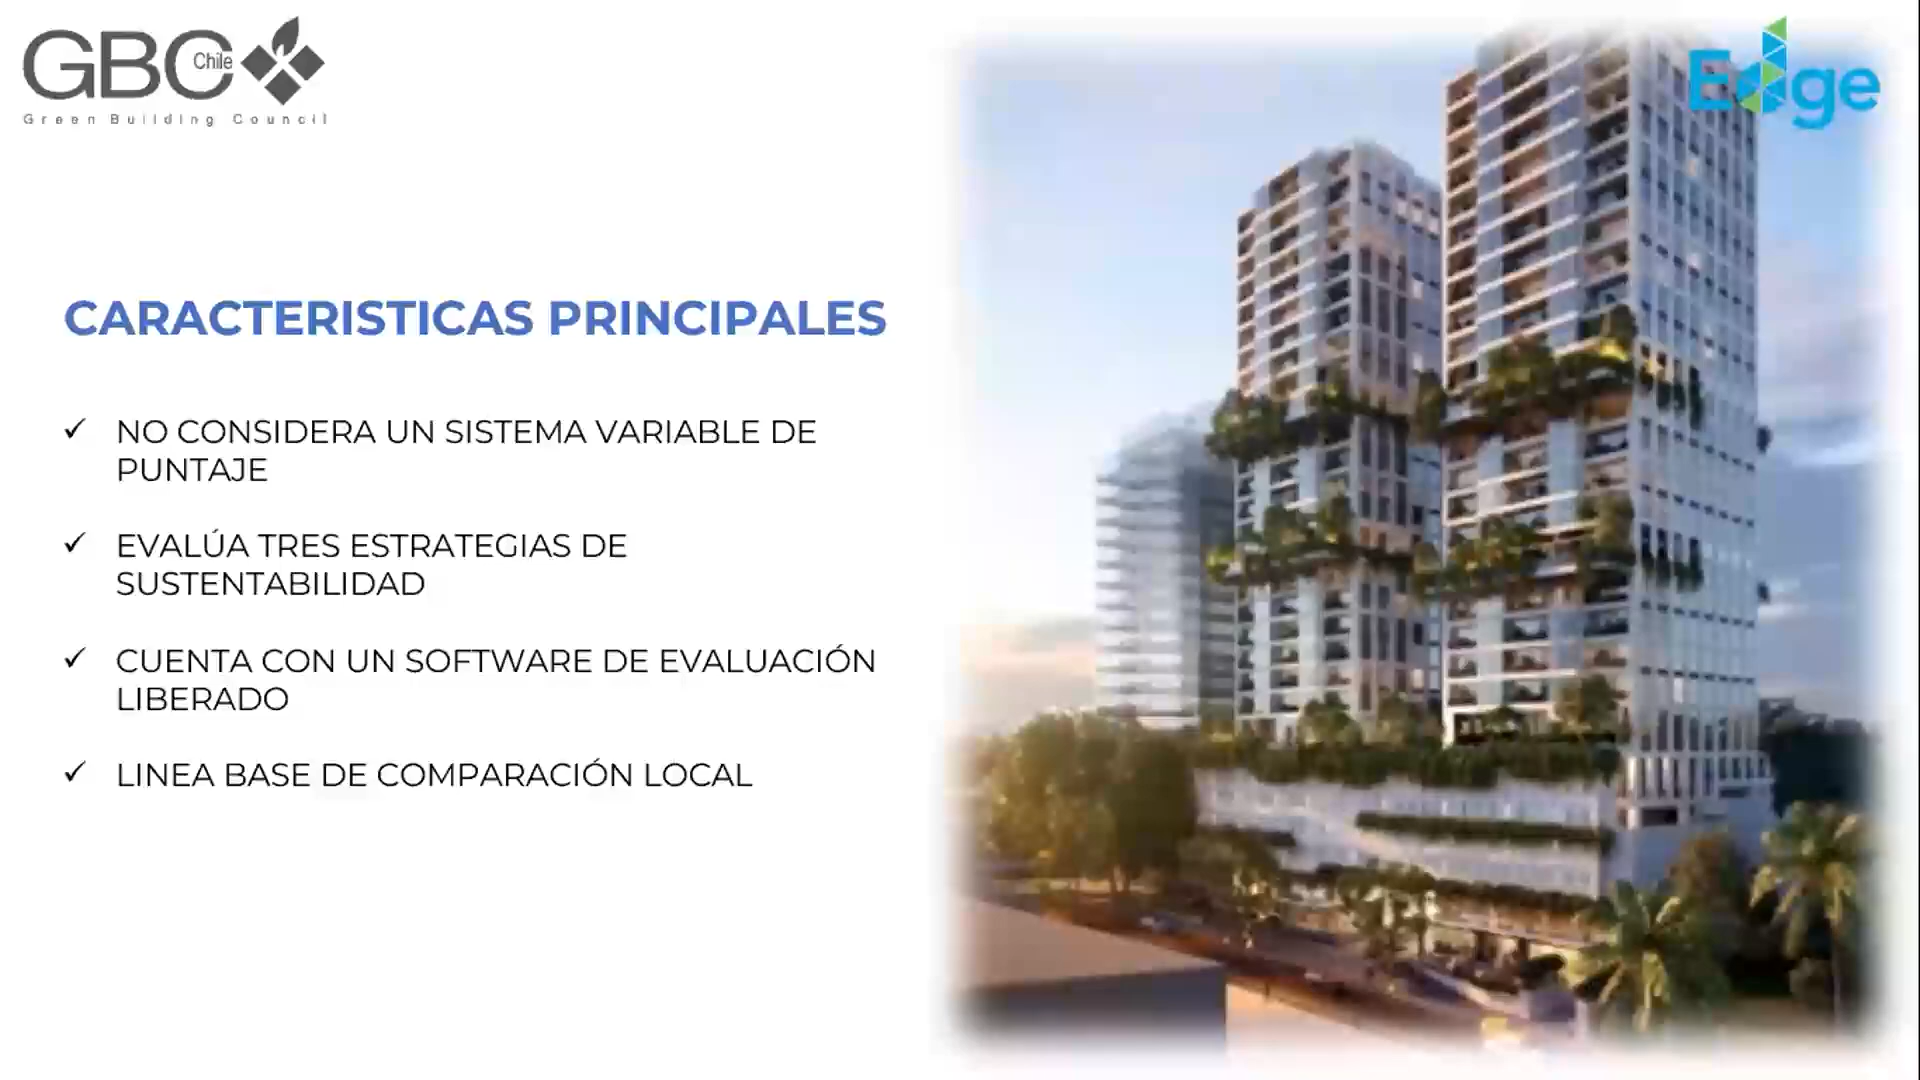 GBC Chile
Green Building Council
Edge
CARACTERISTICAS PRINCIPALES
✓ NO CONSIDERA UN SISTEMA VARIABLE DE
PUNTAJE
✓ EVALÚA TRES ESTRATEGIAS DE
SUSTENTABILIDAD
✓ CUENTA CON UN SOFTWARE DE EVALUACIÓN
LIBERADO
✓ LINEA BASE DE COMPARACIÓN LOCAL